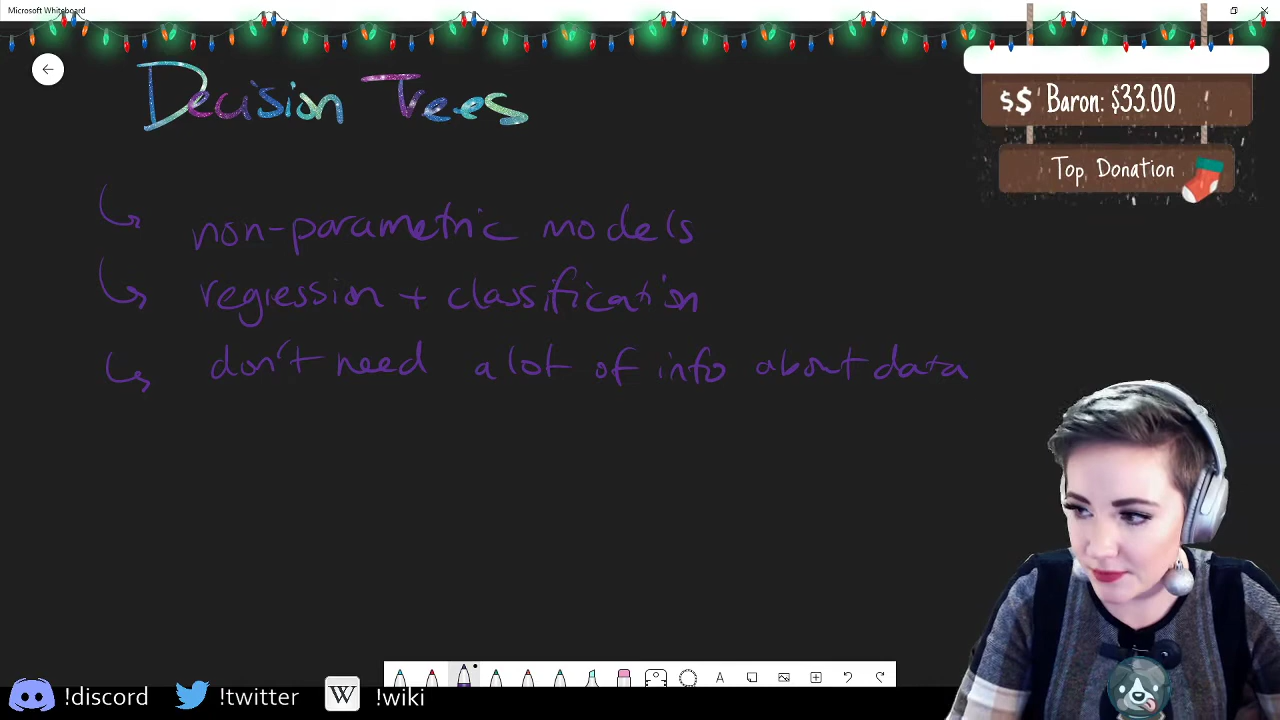 Microsoft Whiteboard
Decision Trees
$$ Baron: $33.00
Top Donation
non-parametric models
regression + classification
don't need a lot of info about data
!discord
!twitter
W !wiki